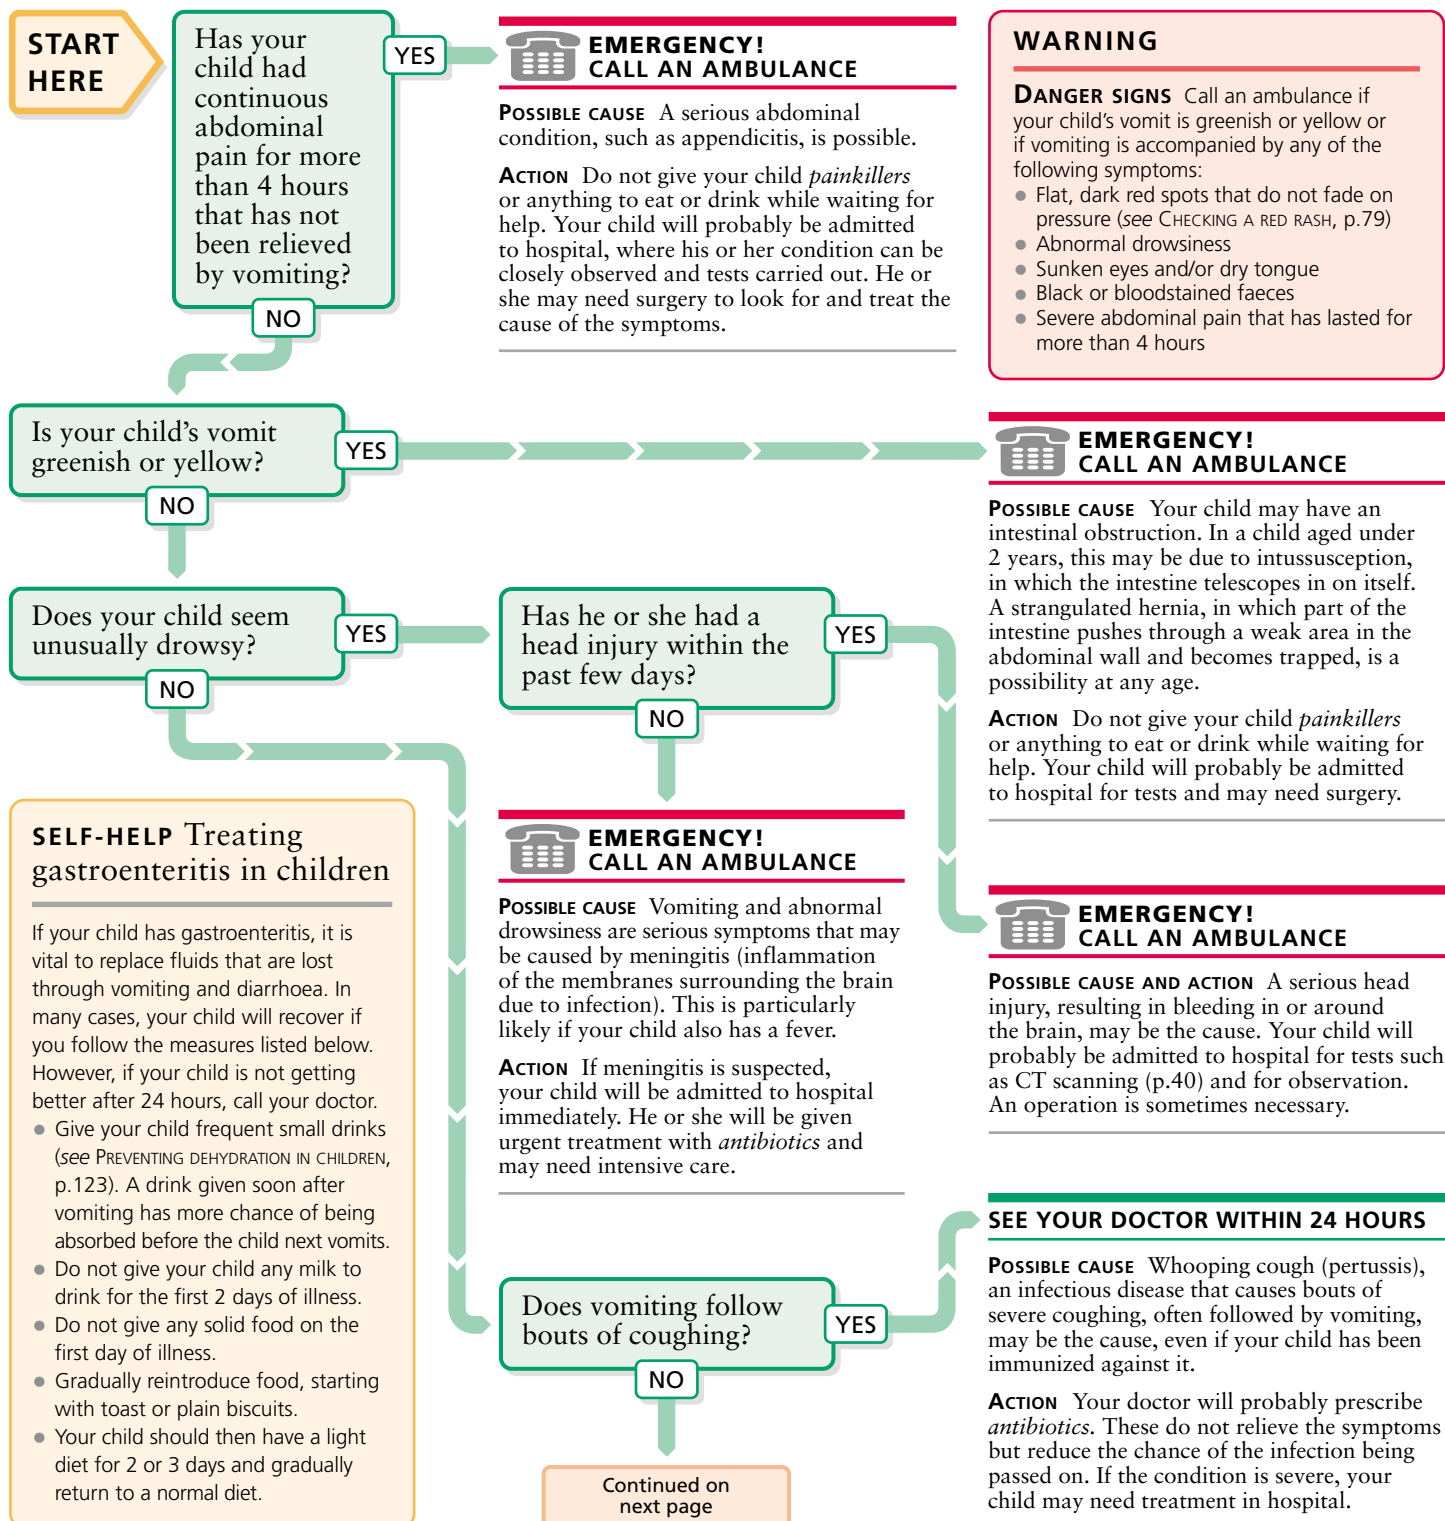 START
HERE
Has your
child had
continuous
abdominal
pain for more
than 4 hours
that has not
been relieved
by vomiting?
YES
NO
EMERGENCY!
CALL AN AMBULANCE
POSSIBLE CAUSE A serious abdominal
condition, such as appendicitis, is possible.
ACTION Do not give your child painkillers
or anything to eat or drink while waiting for
help. Your child will probably be admitted
to hospital, where his or her condition can be
closely observed and tests carried out. He or
she may need surgery to look for and treat the
cause of the symptoms.
WARNING
DANGER SIGNS Call an ambulance if
your child's vomit is greenish or yellow or
if vomiting is accompanied by any of the
following symptoms:
● Flat, dark red spots that do not fade on
pressure (see CHECKING A RED RASH, p.79)
● Abnormal drowsiness
● Sunken eyes and/or dry tongue
● Black or bloodstained faeces
● Severe abdominal pain that has lasted for
more than 4 hours
Is your child's vomit
greenish or yellow?
YES
NO
EMERGENCY!
CALL AN AMBULANCE
POSSIBLE CAUSE Your child may have an
intestinal obstruction. In a child aged under
2 years, this may be due to intussusception,
in which the intestine telescopes in on itself.
A strangulated hernia, in which part of the
intestine pushes through a weak area in the
abdominal wall and becomes trapped, is a
possibility at any age.
ACTION Do not give your child painkillers
or anything to eat or drink while waiting for
help. Your child will probably be admitted
to hospital for tests and may need surgery.
Does your child seem
unusually drowsy?
YES
NO
Has he or she had a
head injury within the
past few days?
YES
NO
EMERGENCY!
CALL AN AMBULANCE
POSSIBLE CAUSE Vomiting and abnormal
drowsiness are serious symptoms that may
be caused by meningitis (inflammation
of the membranes surrounding the brain
due to infection). This is particularly
likely if your child also has a fever.
ACTION If meningitis is suspected,
your child will be admitted to hospital
immediately. He or she will be given
urgent treatment with antibiotics and
may need intensive care.
EMERGENCY!
CALL AN AMBULANCE
POSSIBLE CAUSE AND ACTION A serious head
injury, resulting in bleeding in or around
the brain, may be the cause. Your child will
probably be admitted to hospital for tests such
as CT scanning (p.40) and for observation.
An operation is sometimes necessary.
SELF-HELP Treating
gastroenteritis in children
If your child has gastroenteritis, it is
vital to replace fluids that are lost
through vomiting and diarrhoea. In
many cases, your child will recover if
you follow the measures listed below.
However, if your child is not getting
better after 24 hours, call your doctor.
● Give your child frequent small drinks
(see PREVENTING DEHYDRATION IN CHILDREN,
p.123). A drink given soon after
vomiting has more chance of being
absorbed before the child next vomits.
● Do not give your child any milk to
drink for the first 2 days of illness.
● Do not give any solid food on the
first day of illness.
● Gradually reintroduce food, starting
with toast or plain biscuits.
● Your child should then have a light
diet for 2 or 3 days and gradually
return to a normal diet.
Does vomiting follow
bouts of coughing?
YES
NO
Continued on
next page
SEE YOUR DOCTOR WITHIN 24 HOURS
POSSIBLE CAUSE Whooping cough (pertussis),
an infectious disease that causes bouts of
severe coughing, often followed by vomiting,
may be the cause, even if your child has been
immunized against it.
ACTION Your doctor will probably prescribe
antibiotics. These do not relieve the symptoms
but reduce the chance of the infection being
passed on. If the condition is severe, your
child may need treatment in hospital.